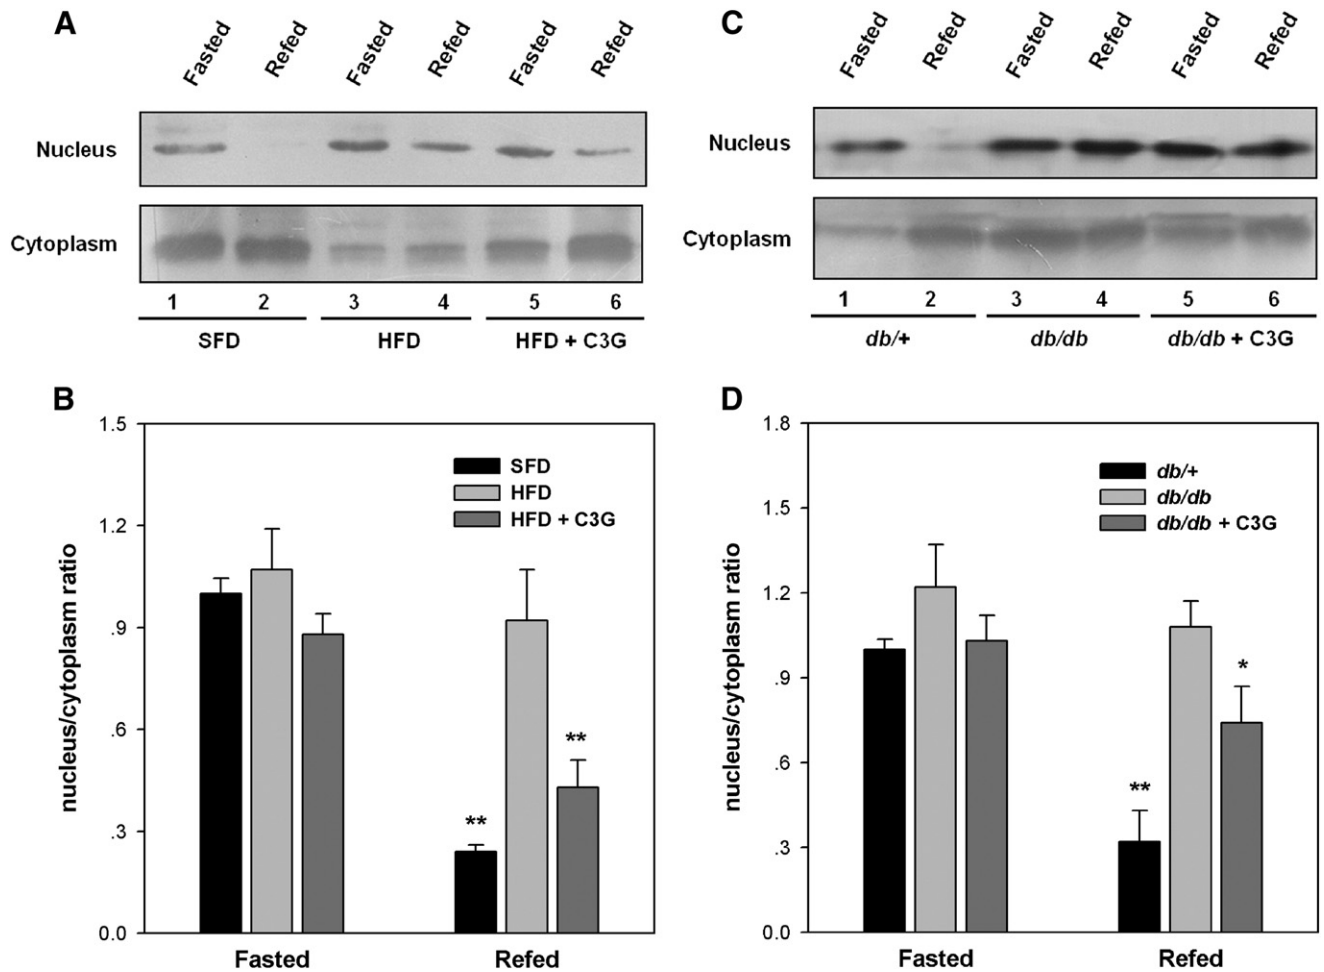 A
Fasted Refed Fasted Refed Fasted Refed
Nucleus
Cytoplasm
1 2 3 4 5 6
SFD HFD HFD + C3G
C
Fasted Refed Fasted Refed Fasted Refed
Nucleus
Cytoplasm
1 2 3 4 5 6
db/+ db/db db/db + C3G
B
1.5
1.2
.9
.6
.3
0.0
nucleus/cytoplasm ratio
SFD
HFD
HFD + C3G
**
**
Fasted Refed
D
1.8
1.5
1.2
.9
.6
.3
0.0
nucleus/cytoplasm ratio
db/+
db/db
db/db + C3G
**
*
Fasted Refed